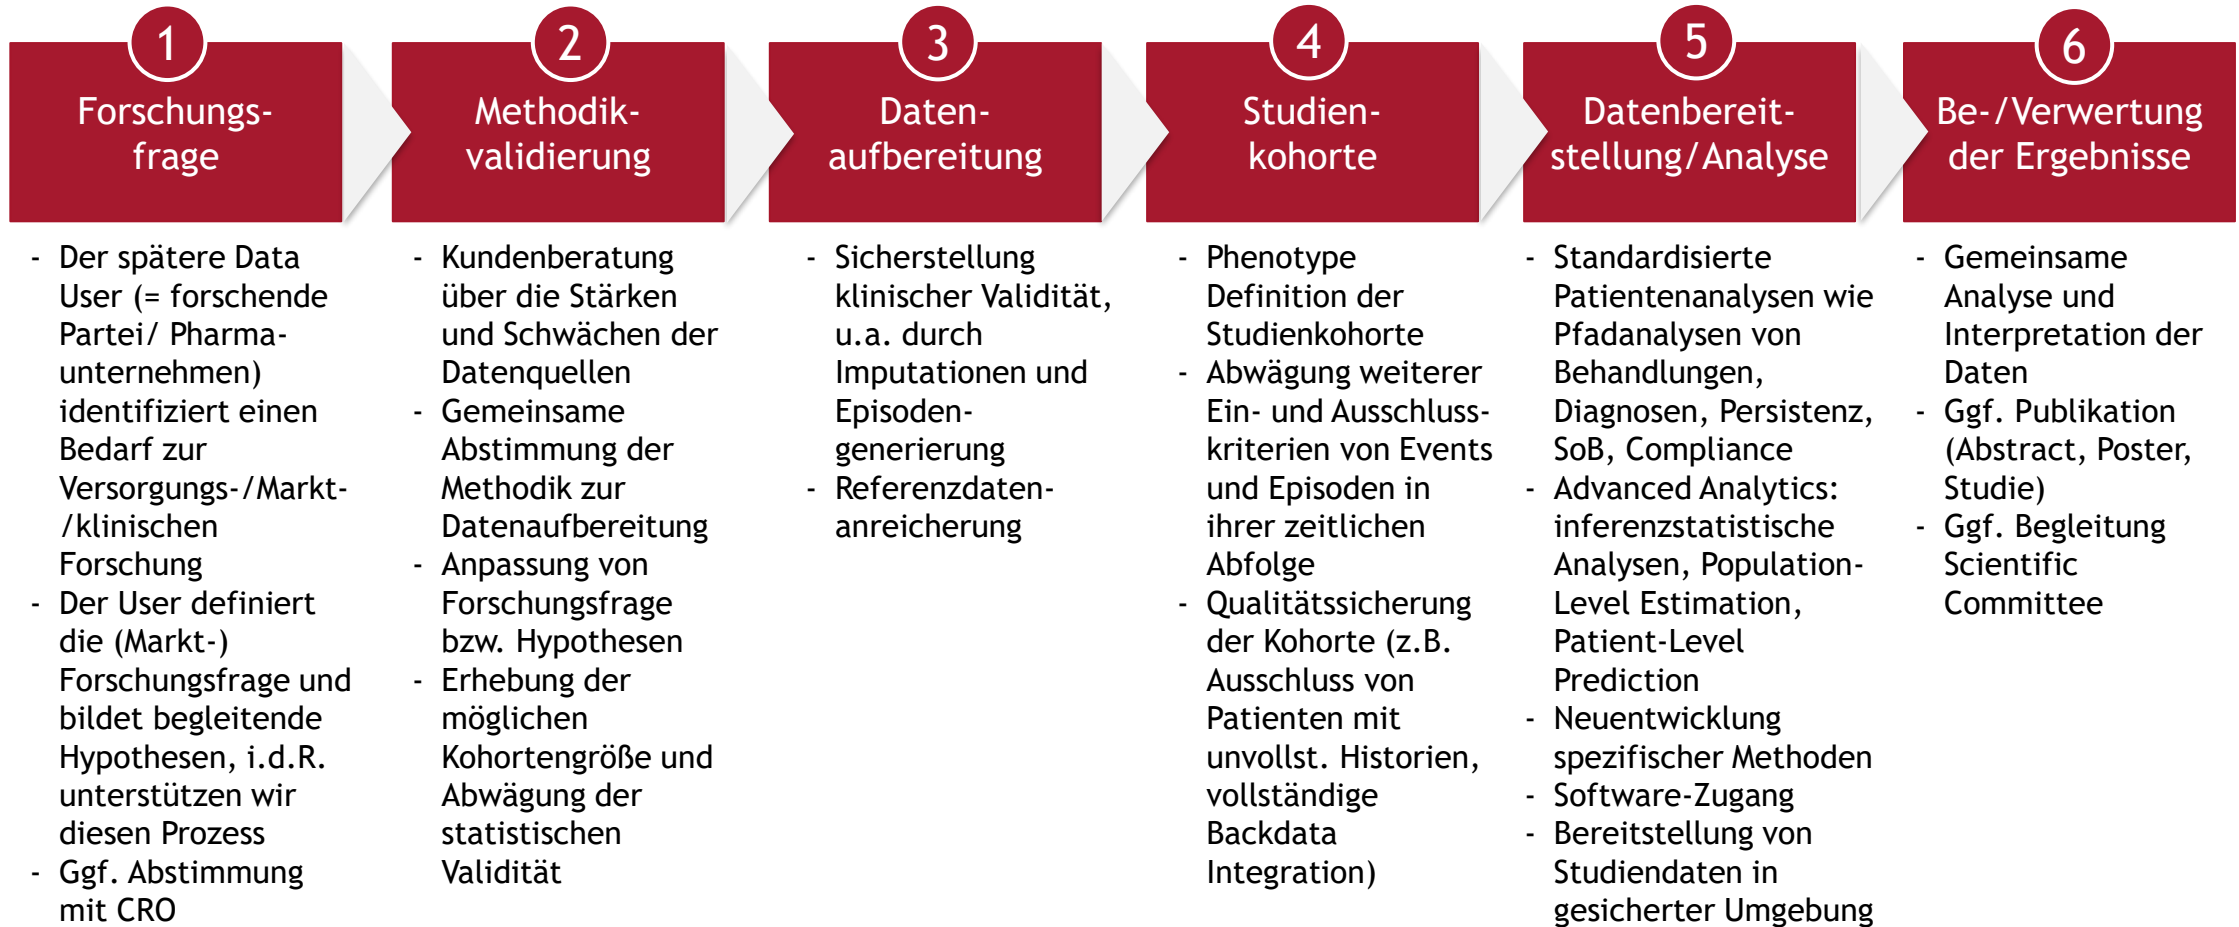 1
Forschungs-
frage
2
Methodik-
validierung
3
Daten-
aufbereitung
4
Studien-
kohorte
5
Datenbereit-
stellung/Analyse
6
Be-/Verwertung
der Ergebnisse
- Der spätere Data
User (= forschende
Partei/ Pharma-
unternehmen)
identifiziert einen
Bedarf zur
Versorgungs-/Markt-
/klinischen
Forschung
- Der User definiert
die (Markt-)
Forschungsfrage und
bildet begleitende
Hypothesen, i.d.R.
unterstützen wir
diesen Prozess
- Ggf. Abstimmung
mit CRO
- Kundenberatung
über die Stärken
und Schwächen der
Datenquellen
- Gemeinsame
Abstimmung der
Methodik zur
Datenaufbereitung
- Anpassung von
Forschungsfrage
bzw. Hypothesen
- Erhebung der
möglichen
Kohortengröße und
Abwägung der
statistischen
Validität
- Sicherstellung
klinischer Validität,
u.a. durch
Imputationen und
Episoden-
generierung
- Referenzdaten-
anreicherung
- Phenotype
Definition der
Studienkohorte
- Abwägung weiterer
Ein- und Ausschluss-
kriterien von Events
und Episoden in
ihrer zeitlichen
Abfolge
- Qualitätssicherung
der Kohorte (z.B.
Ausschluss von
Patienten mit
unvollst. Historien,
vollständige
Backdata
Integration)
- Standardisierte
Patientenanalysen wie
Pfadanalysen von
Behandlungen,
Diagnosen, Persistenz,
SoB, Compliance
- Advanced Analytics:
inferenzstatistische
Analysen, Population-
Level Estimation,
Patient-Level
Prediction
- Neuentwicklung
spezifischer Methoden
- Software-Zugang
- Bereitstellung von
Studiendaten in
gesicherter Umgebung
- Gemeinsame
Analyse und
Interpretation der
Daten
- Ggf. Publikation
(Abstract, Poster,
Studie)
- Ggf. Begleitung
Scientific
Committee